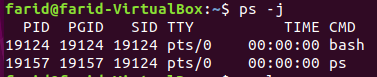 farid@farid-VirtualBox:~$ ps -j
PID PGID SID TTY TIME CMD
19124 19124 19124 pts/0 00:00:00 bash
19157 19157 19124 pts/0 00:00:00 ps